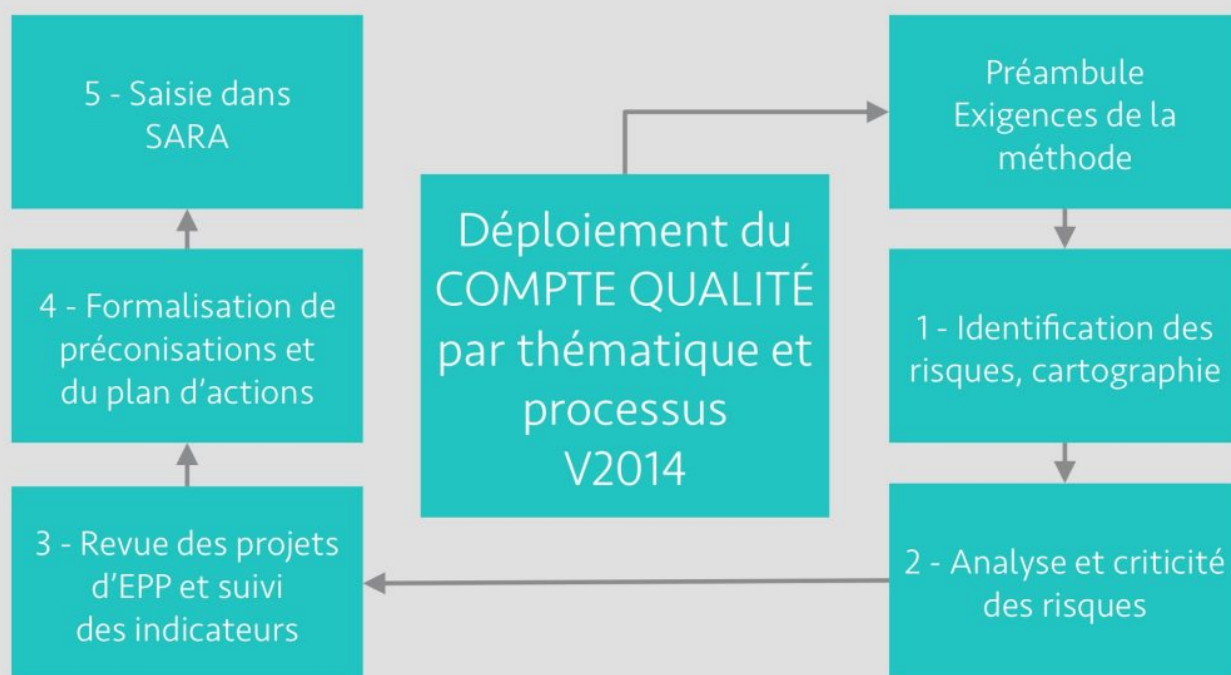 Déploiement du
COMPTE QUALITÉ
par thématique et
processus
V2014
Préambule
Exigences de la
méthode
1 - Identification des
risques, cartographie
2 - Analyse et criticité
des risques
3 - Revue des projets
d’EPP et suivi
des indicateurs
4 - Formalisation de
préconisations et
du plan d’actions
5 - Saisie dans
SARA